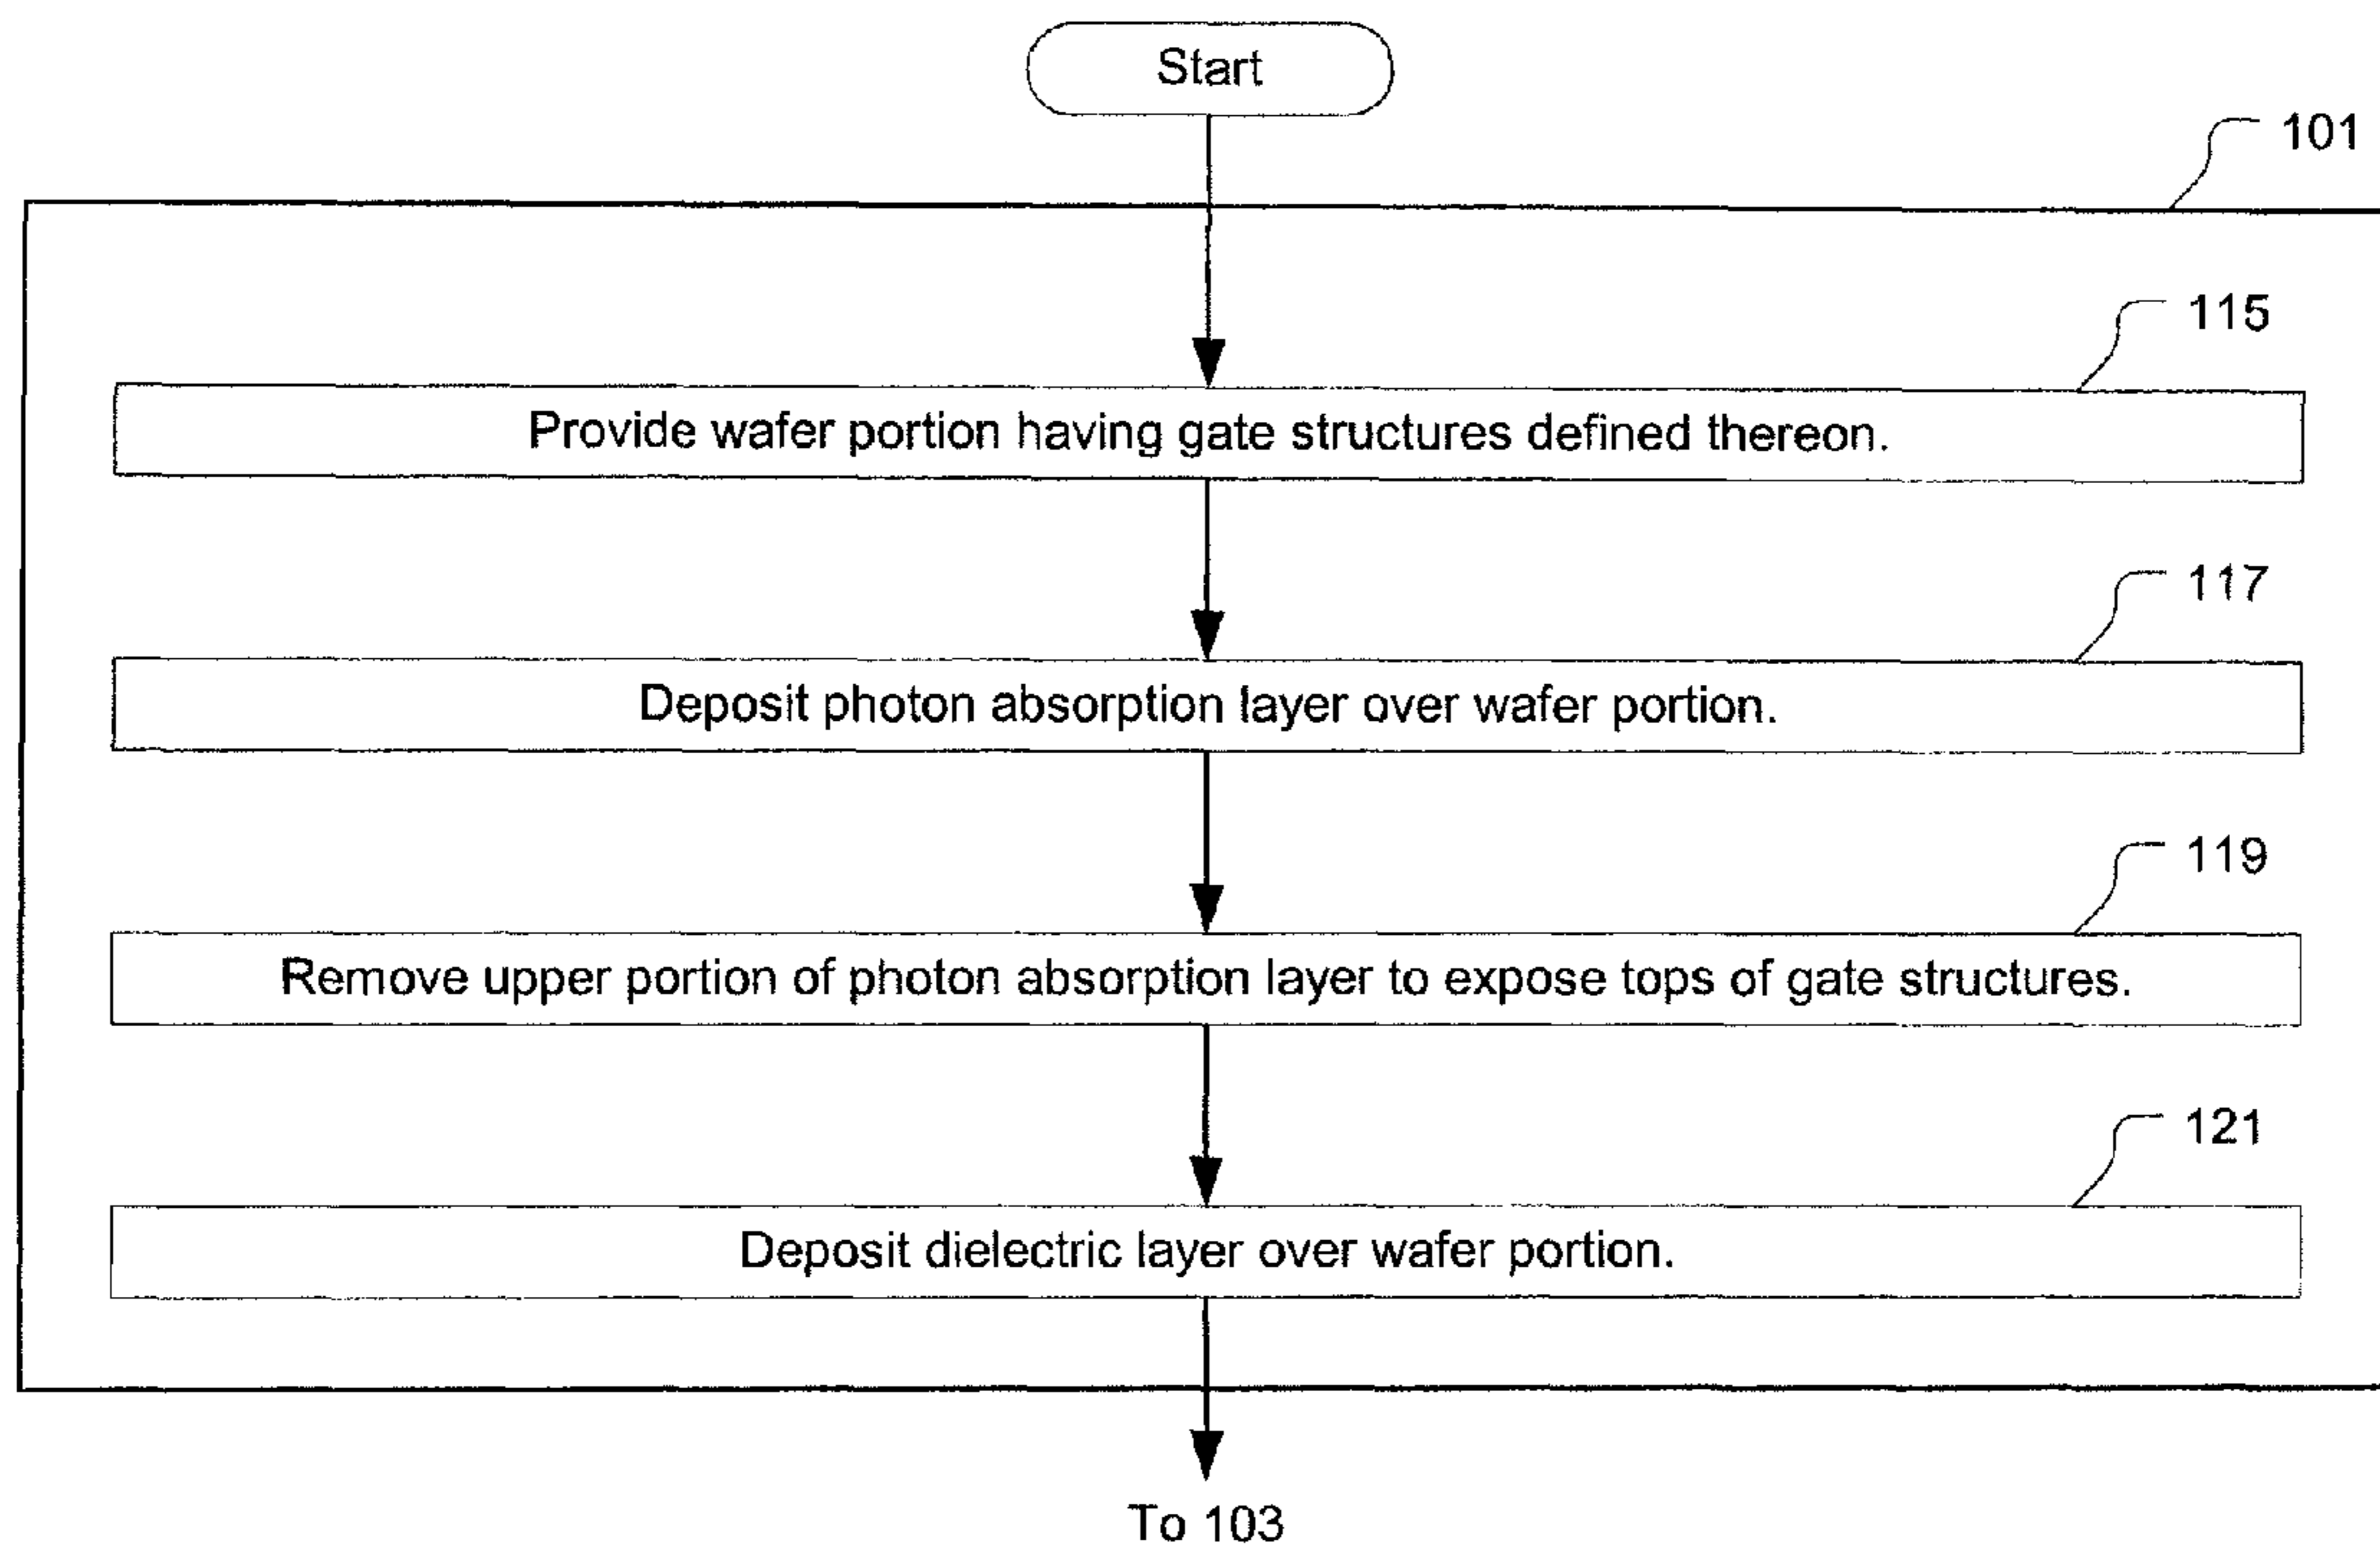 Start
101
115
Provide wafer portion having gate structures defined thereon.
117
Deposit photon absorption layer over wafer portion.
119
Remove upper portion of photon absorption layer to expose tops of gate structures.
121
Deposit dielectric layer over wafer portion.
To 103